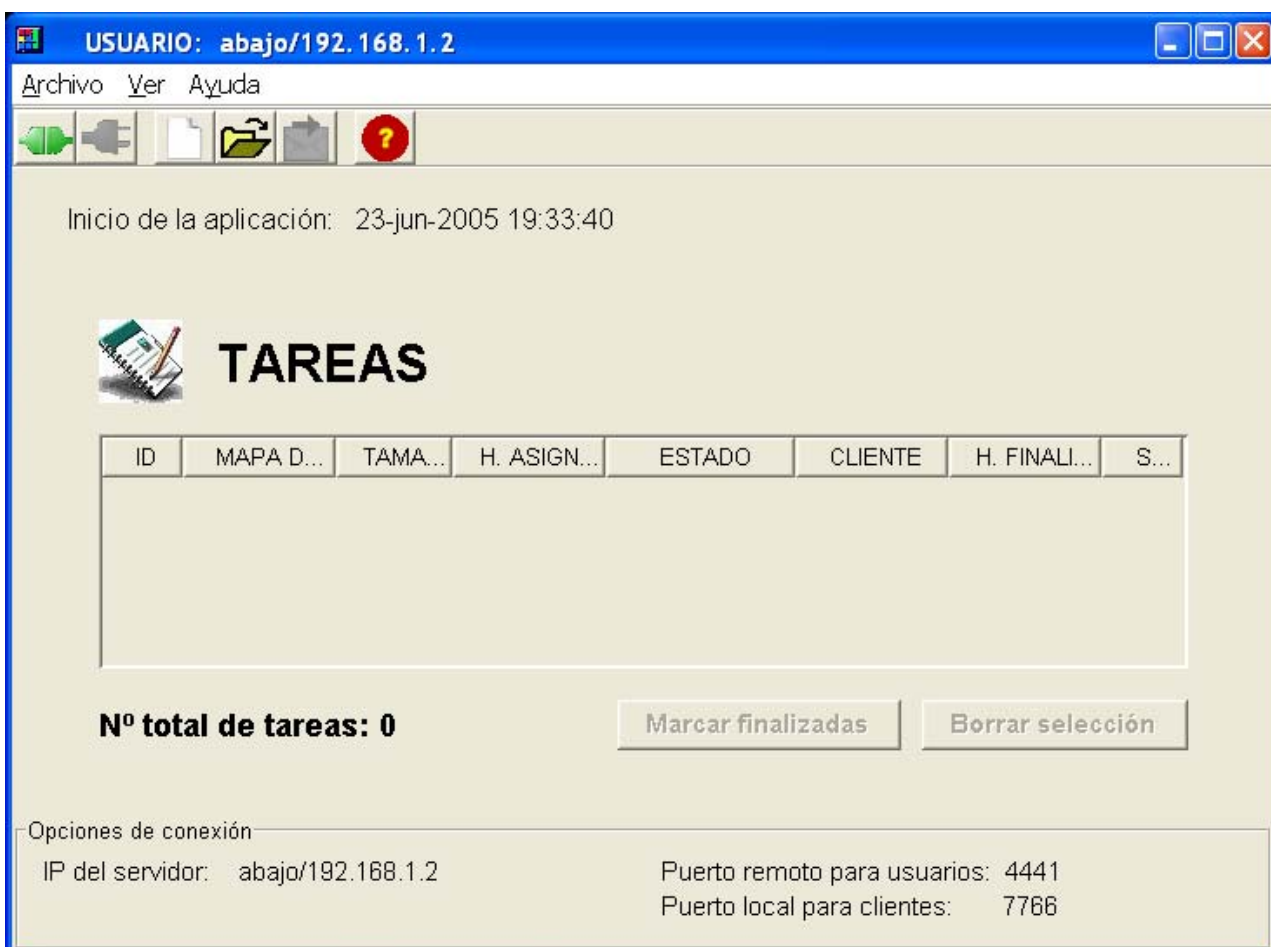 USUARIO: abajo/192.168.1.2
Archivo Ver Ayuda
?
Inicio de la aplicación: 23-jun-2005 19:33:40
TAREAS
ID MAPA D... TAMA... H. ASIGN... ESTADO CLIENTE H. FINALI... S...
Nº total de tareas: 0 Marcar finalizadas Borrar selección
Opciones de conexión
IP del servidor: abajo/192.168.1.2 Puerto remoto para usuarios: 4441
Puerto local para clientes: 7766